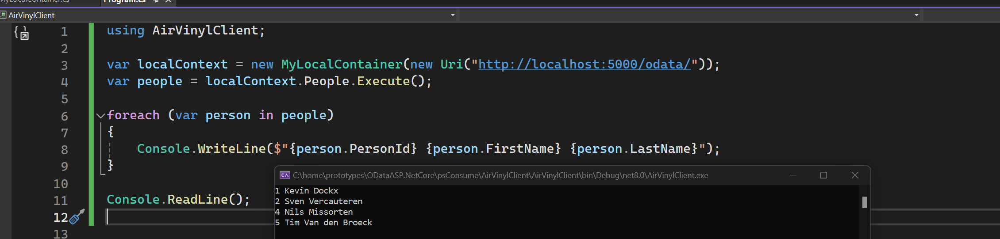 MyLocalContainer.cs Program.cs
C# AirVinylClient
1 using AirVinylClient;
2
3 var localContext = new MyLocalContainer(new Uri("http://localhost:5000/odata/"));
4 var people = localContext.People.Execute();
5
6 foreach (var person in people)
7 {
8 Console.WriteLine($"{person.PersonId} {person.FirstName} {person.LastName}");
9 }
10
11 Console.ReadLine();
12
13
C:\home\prototypes\ODataASP.NetCore\psConsume\AirVinylClient\AirVinylClient\bin\Debug\net8.0\AirVinylClient.exe
1 Kevin Dockx
2 Sven Vercauteren
4 Nils Missorten
5 Tim Van den Broeck